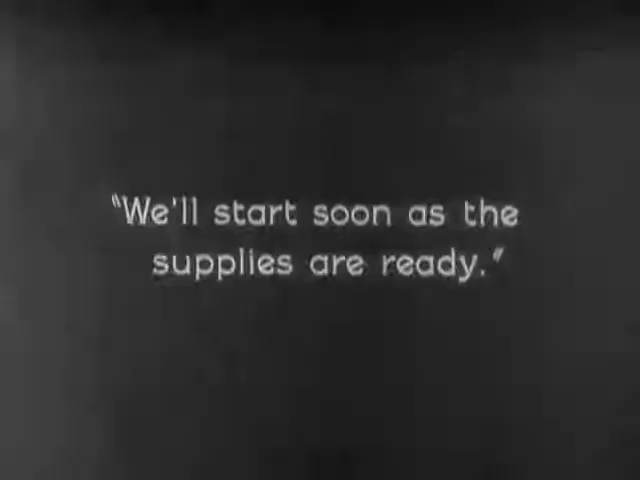 "We'll start soon as the
supplies are ready."